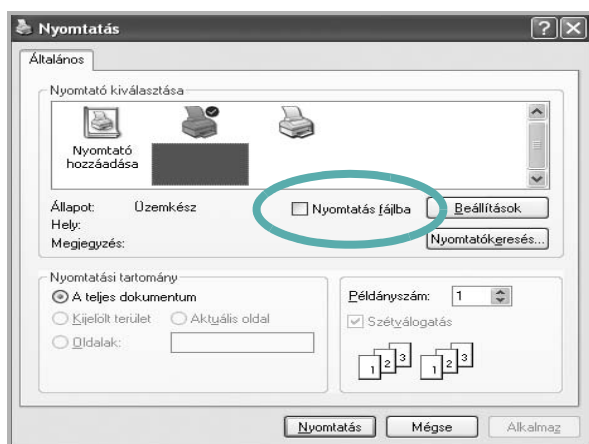 Nyomtatás
Általános
Nyomtató kiválasztása
Nyomtató
hozzáadása
Állapot: Üzemkész
Nyomtatás fájlba
Beállítások
Hely:
Megjegyzés:
Nyomtatókeresés...
Nyomtatási tartomány
A teljes dokumentum
Kijelölt terület Aktuális oldal
Oldalak:
Példányszám: 1
Szétválogatás
1 2 3 1 2 3
Nyomtatás Mégse Alkalmaz